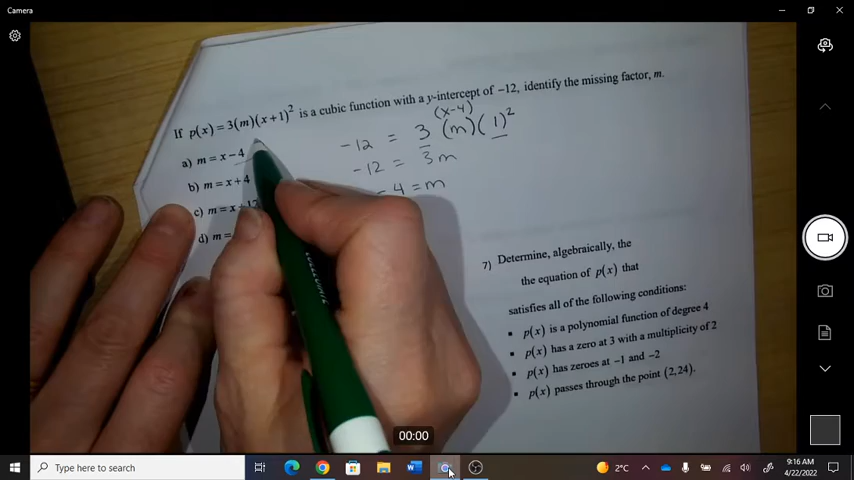 Camera
If p(x) = 3(m)(x+1)² is a cubic function with a y-intercept of −12, identify the missing factor, m.
a) m = x − 4
b) m = x + 4
c) m = x + 12
d) m =
(x-4)
-12 = 3 (m)(1)²
-12 = 3m
-4 = m
7) Determine, algebraically, the
the equation of p(x) that
satisfies all of the following conditions:
• p(x) is a polynomial function of degree 4
• p(x) has a zero at 3 with a multiplicity of 2
• p(x) has zeroes at −1 and −2
• p(x) passes through the point (2,24).
00:00
Type here to search
2°C
9:16 AM
4/22/2022